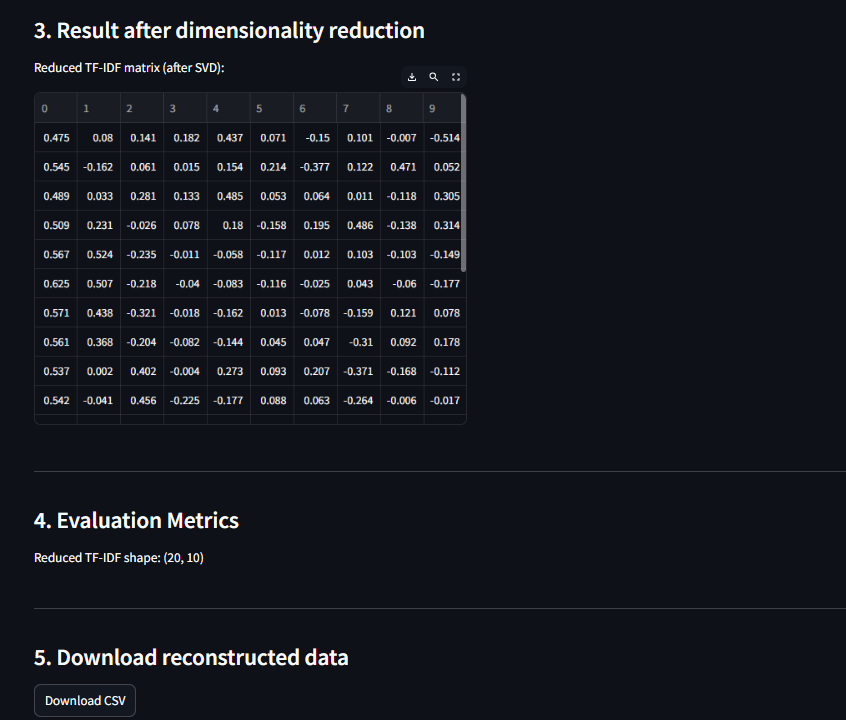 3. Result after dimensionality reduction
Reduced TF-IDF matrix (after SVD):
0 1 2 3 4 5 6 7 8 9
0.475 0.08 0.141 0.182 0.437 0.071 -0.15 0.101 -0.007 -0.514
0.545 -0.162 0.061 0.015 0.154 0.214 -0.377 0.122 0.471 0.052
0.489 0.033 0.281 0.133 0.485 0.053 0.064 0.011 -0.118 0.305
0.509 0.231 -0.026 0.078 0.18 -0.158 0.195 0.486 -0.138 0.314
0.567 0.524 -0.235 -0.011 -0.058 -0.117 0.012 0.103 -0.103 -0.149
0.625 0.507 -0.218 -0.04 -0.083 -0.116 -0.025 0.043 -0.06 -0.177
0.571 0.438 -0.321 -0.018 -0.162 0.013 -0.078 -0.159 0.121 0.078
0.561 0.368 -0.204 -0.082 -0.144 0.045 0.047 -0.31 0.092 0.178
0.537 0.002 0.402 -0.004 0.273 0.093 0.207 -0.371 -0.168 -0.112
0.542 -0.041 0.456 -0.225 -0.177 0.088 0.063 -0.264 -0.006 -0.017
4. Evaluation Metrics
Reduced TF-IDF shape: (20, 10)
5. Download reconstructed data
Download CSV